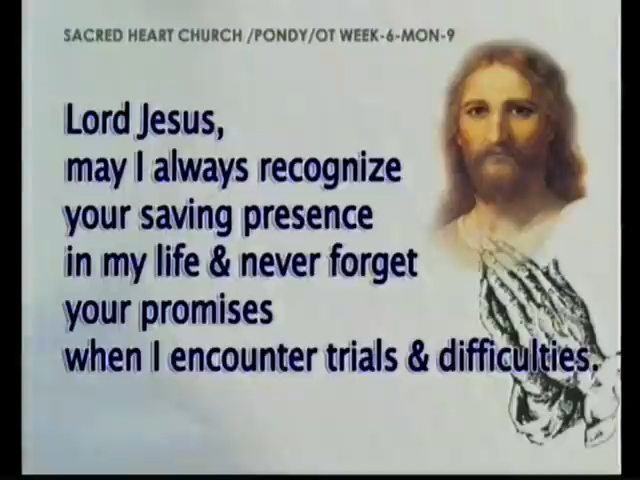 SACRED HEART CHURCH /PONDY/OT WEEK-6-MON-9
Lord Jesus,
may I always recognize
your saving presence
in my life & never forget
your promises
when I encounter trials & difficulties.